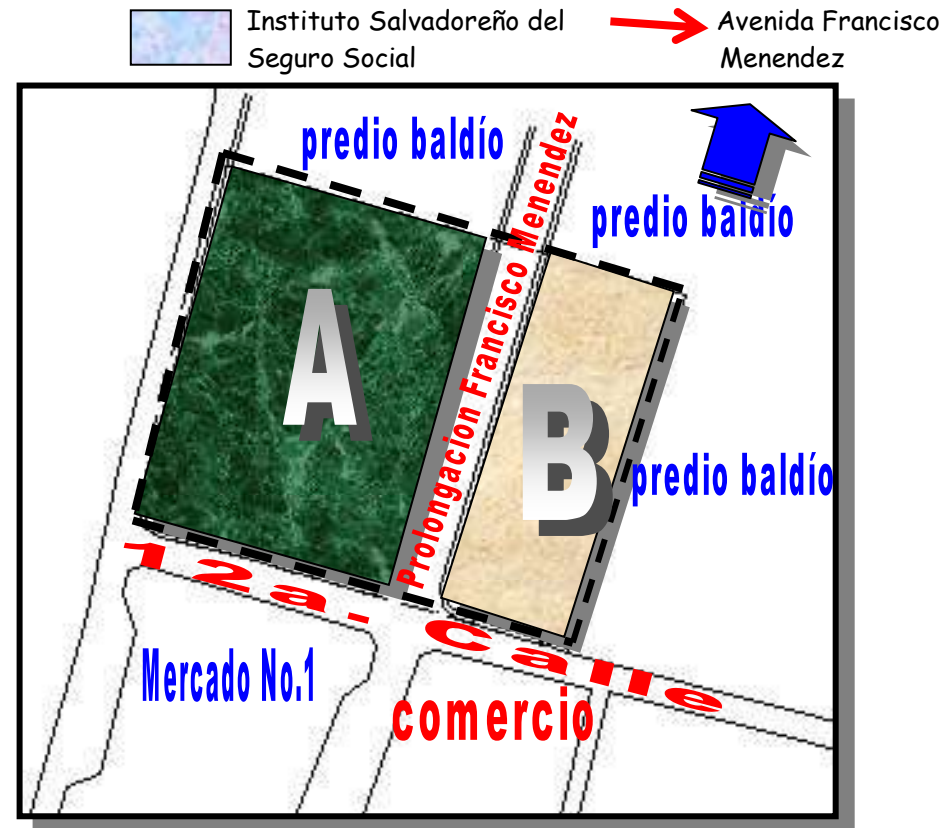 Instituto Salvadoreño del
Seguro Social
Avenida Francisco
Menendez
predio baldío
predio baldío
Prolongacion Francisco Menendez
A
B
predio baldío
12a. Calle
Mercado No.1
comercio